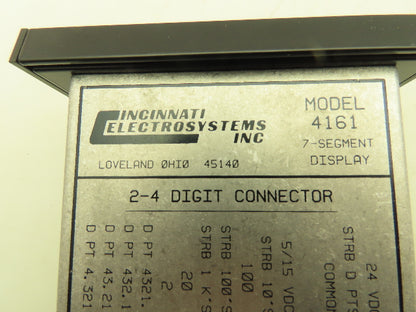 CINCINNATI
ELECTROSYSTEMS
INC
LOVELAND OHIO 45140
MODEL
4161
7-SEGMENT
DISPLAY
2-4 DIGIT CONNECTOR
D PT 4.321
D PT 43.21
D PT 432.1
D PT 4321.
2
20
STRB 1 K'S
STRB 100'S
100
STRB 10'S
5/15 VDC
STRB D PTS
COMMON
24 VDC